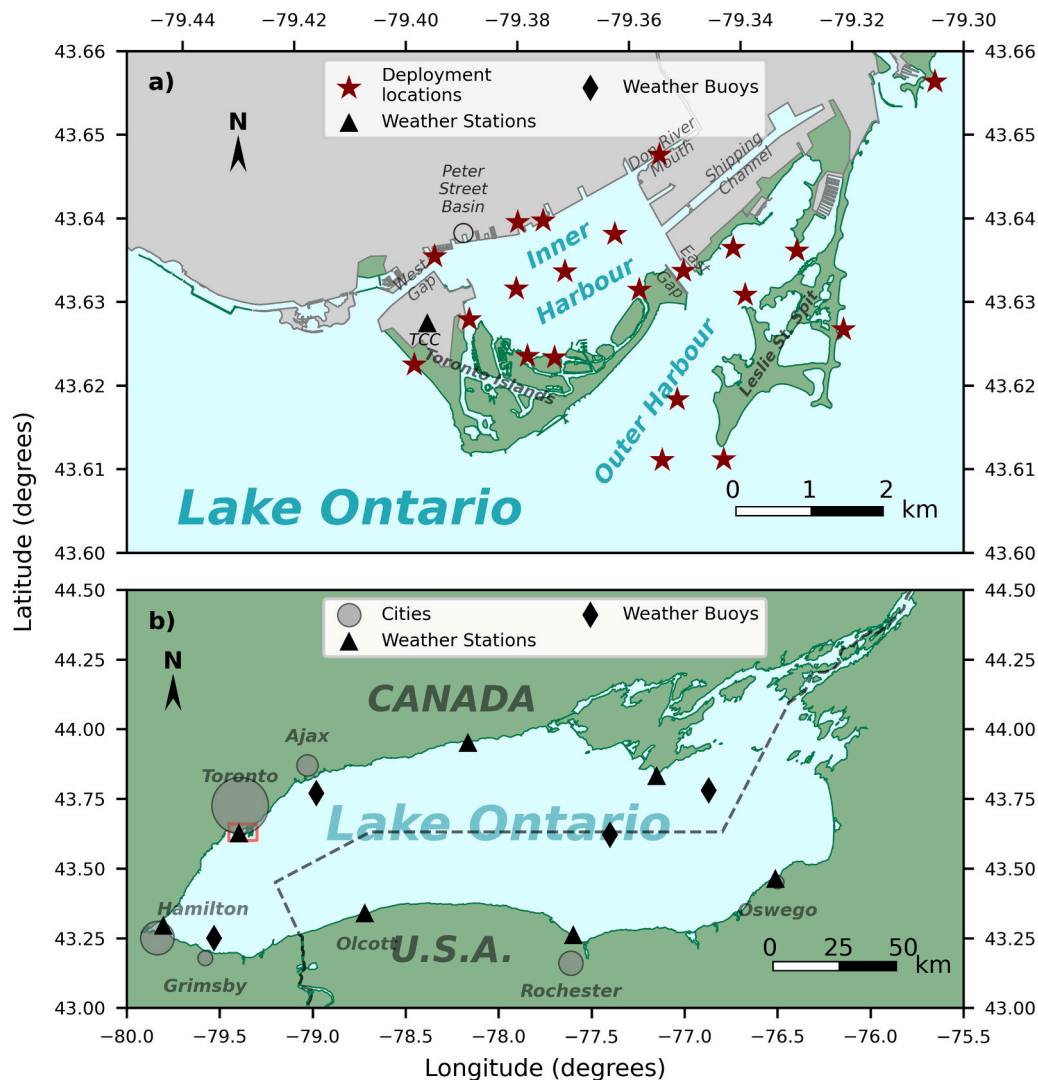 −79.44 −79.42 −79.40 −79.38 −79.36 −79.34 −79.32 −79.30
43.66 43.66
a)
Deployment
locations
Weather Buoys
Weather Stations
N
43.65 43.65
Don River
Mouth
Shipping
Channel
Peter
Street
Basin
43.64 43.64
Inner
Harbour
West
Gap
East
Gap
43.63 43.63
TCC
Toronto Islands
Leslie St. Spit
43.62 43.62
Outer Harbour
43.61 43.61
Lake Ontario
0 1 2
km
43.60 43.60
Latitude (degrees)
44.50 44.50
b)
Cities
Weather Buoys
Weather Stations
N
44.25 44.25
CANADA
44.00 44.00
Ajax
Toronto
43.75 43.75
Lake Ontario
43.50 43.50
Hamilton
Oswego
Olcott
U.S.A.
43.25 43.25
0 25 50
km
Grimsby
Rochester
43.00 43.00
−80.0 −79.5 −79.0 −78.5 −78.0 −77.5 −77.0 −76.5 −76.0 −75.5
Longitude (degrees)